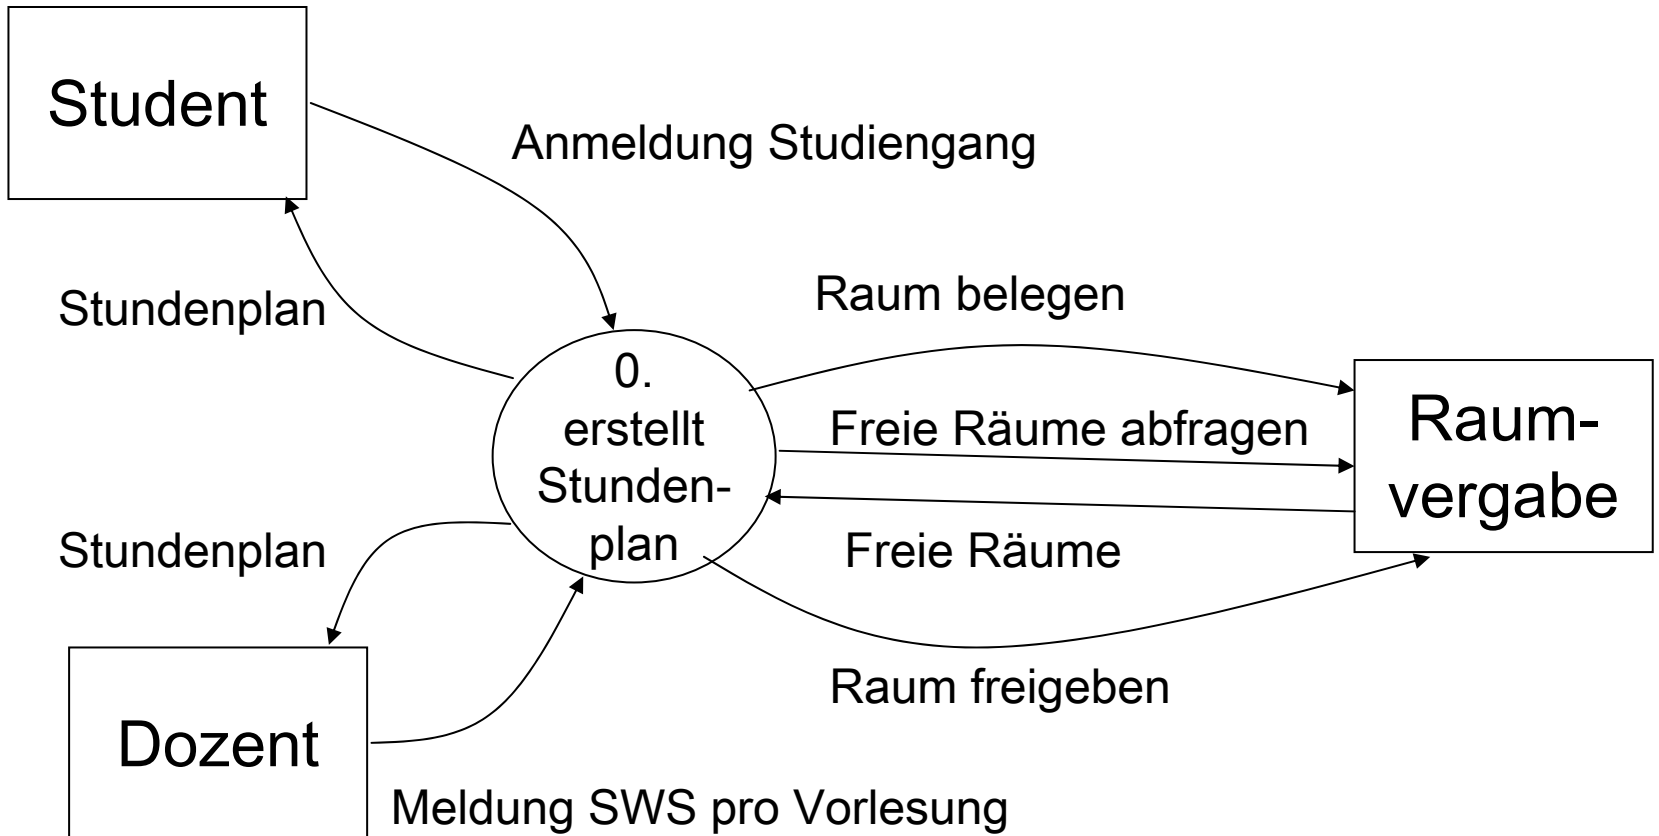 Student
Anmeldung Studiengang
Stundenplan
Raum belegen
0.
erstellt
Stunden-
plan
Freie Räume abfragen
Raum-
vergabe
Stundenplan
Freie Räume
Raum freigeben
Dozent
Meldung SWS pro Vorlesung